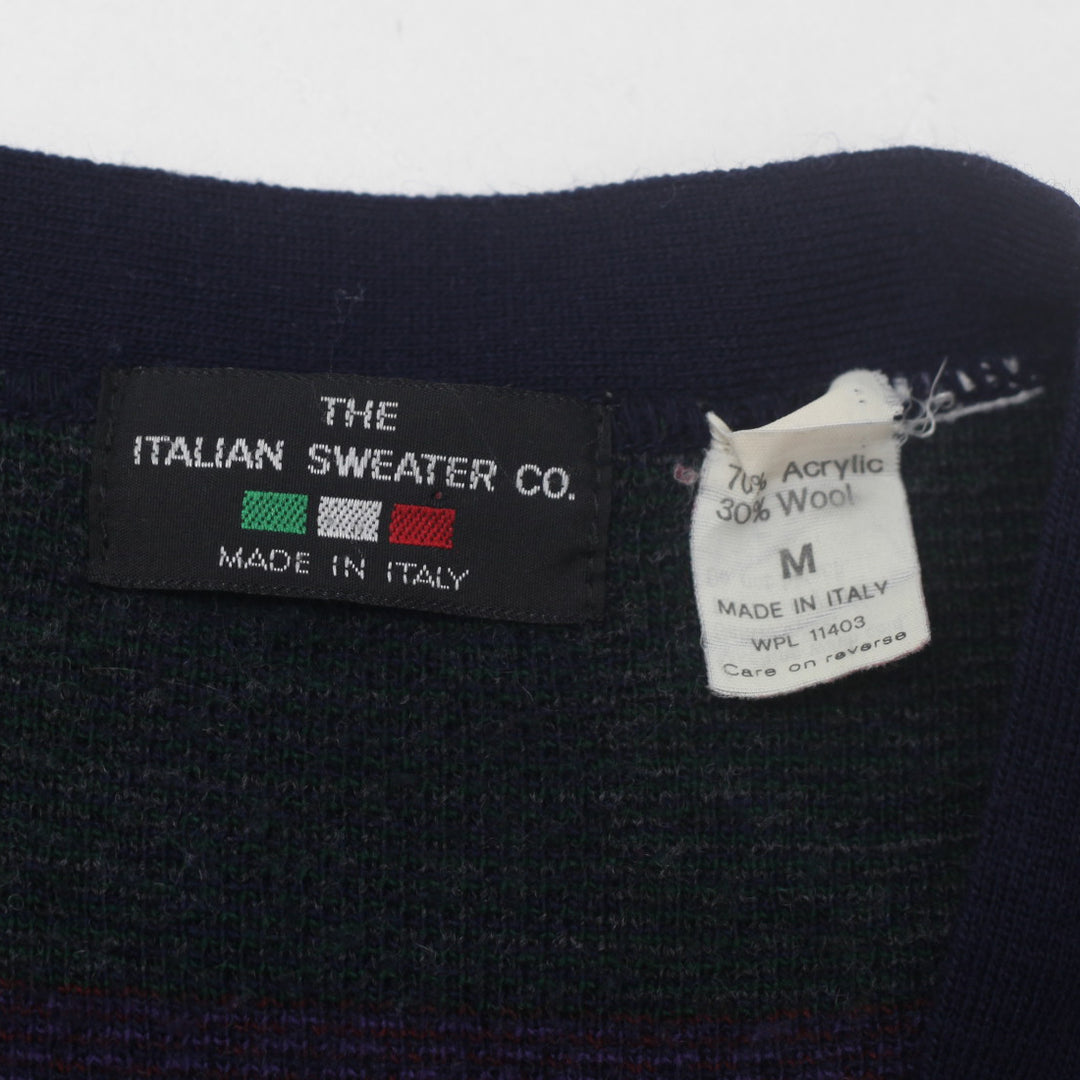 THE
ITALIAN SWEATER CO.
MADE IN ITALY
70% Acrylic
30% Wool
M
MADE IN ITALY
WPL 11403
Care on reverse